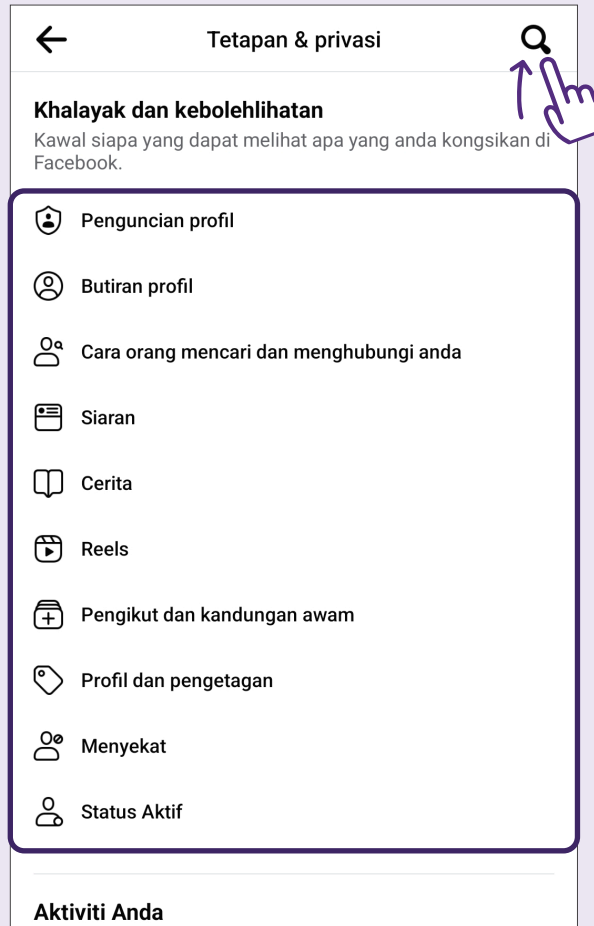 Tetapan & privasi
Khalayak dan kebolehlihatan
Kawal siapa yang dapat melihat apa yang anda kongsikan di
Facebook.
Penguncian profil
Butiran profil
Cara orang mencari dan menghubungi anda
Siaran
Cerita
Reels
Pengikut dan kandungan awam
Profil dan pengetagan
Menyekat
Status Aktif
Aktiviti Anda